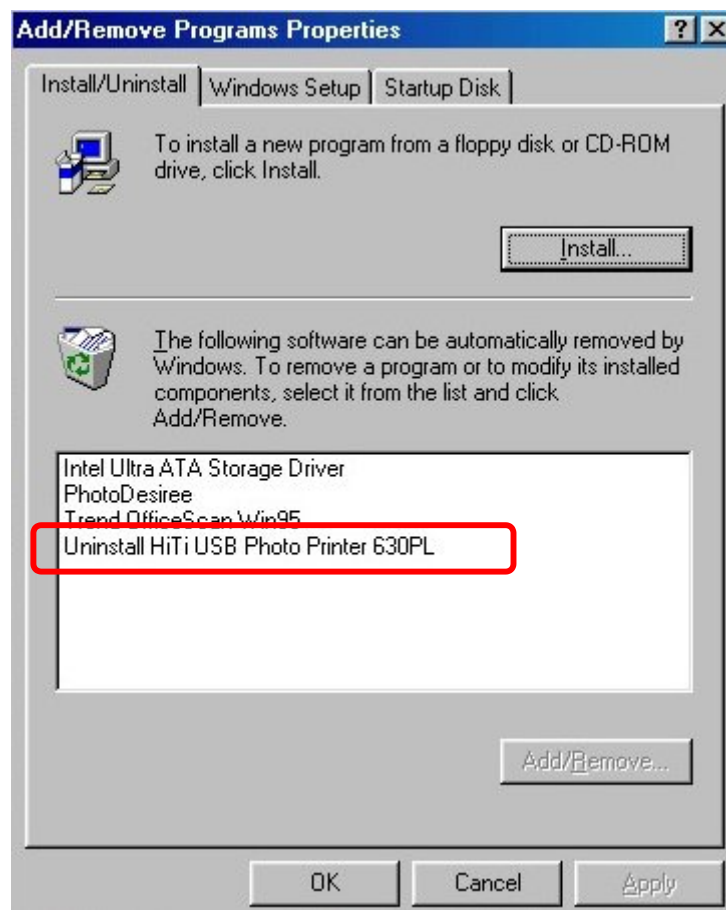 Add/Remove Programs Properties
Install/Uninstall
Windows Setup
Startup Disk
To install a new program from a floppy disk or CD-ROM
drive, click Install.
Install...
The following software can be automatically removed by
Windows. To remove a program or to modify its installed
components, select it from the list and click
Add/Remove.
Intel Ultra ATA Storage Driver
PhotoDesiree
Trend OfficeScan Win95
Uninstall HiTi USB Photo Printer 630PL
Add/Remove...
OK
Cancel
Apply